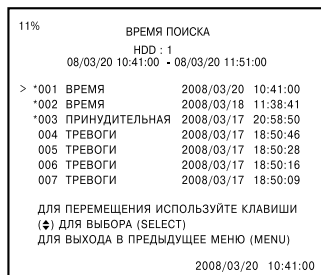 11%
ВРЕМЯ ПОИСКА
HDD : 1
08/03/20 10:41:00 - 08/03/20 11:51:00
> *001 ВРЕМЯ 2008/03/20 10:41:00
*002 ВРЕМЯ 2008/03/18 11:38:41
*003 ПРИНУДИТЕЛЬНАЯ 2008/03/17 20:58:50
004 ТРЕВОГИ 2008/03/17 18:50:46
005 ТРЕВОГИ 2008/03/17 18:50:28
006 ТРЕВОГИ 2008/03/17 18:50:16
007 ТРЕВОГИ 2008/03/17 18:50:09
ДЛЯ ПЕРЕМЕЩЕНИЯ ИСПОЛЬЗУЙТЕ КЛАВИШИ
(♦) ДЛЯ ВЫБОРА (SELECT)
ДЛЯ ВЫХОДА В ПРЕДЫДУЩЕЕ МЕНЮ (MENU)
2008/03/20 10:41:00